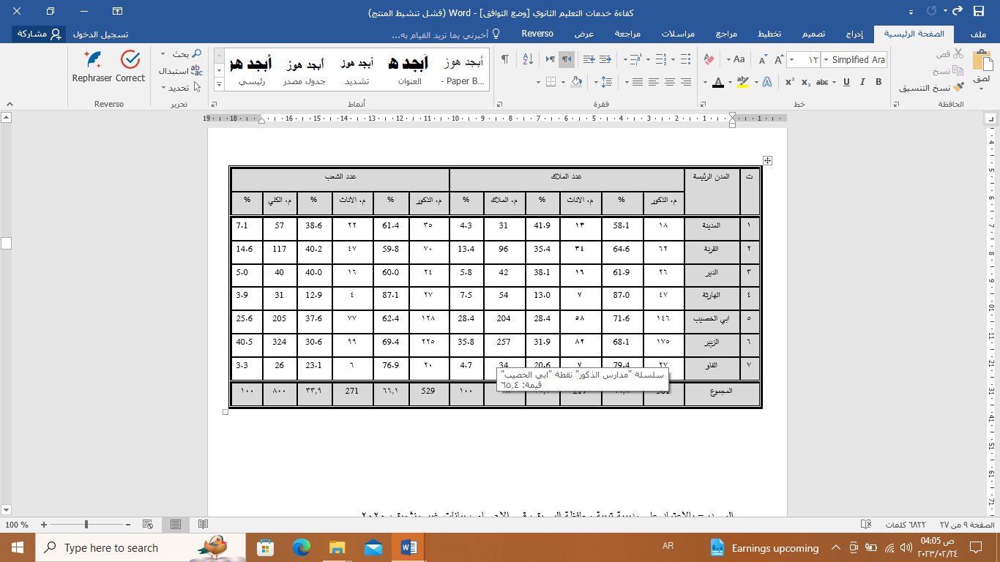 كفاءة خدمات التعليم الثانوي [وضع التوافق] - Word (فشل تنشيط المنتج)
ملف الصفحة الرئيسية إدراج تصميم تخطيط مراجع مراسلات مراجعة عرض Reverso أخبرني بما تريد القيام به... تسجيل الدخول مشاركة
لصق
قص
نسخ
نسخ التنسيق
الحافظة
Simplified Ara ١٢
خط
فقرة
أبجد هوز أبجد ه أبجد هوز أبجد هوز أبجد هوز
Paper B... - العنوان تشديد جدول مصدر رئيسي
أنماط
بحث
استبدال
تحديد
تحرير
Rephraser Correct
Reverso
ت المدن الرئيسة عدد الملاك عدد الشعب
م. الذكور % م. الاناث % م. الملاك % م. الذكور % م. الاناث % م. الكلي %
١ المدينة ١٨ 58.1 ١٣ 41.9 31 4.3 ٣٥ 61.4 ٢٢ 38.6 57 7.1
٢ القرنة ٦٢ 64.6 ٣٤ 35.4 96 13.4 ٧٠ 59.8 ٤٧ 40.2 117 14.6
٣ الدير ٢٦ 61.9 ١٦ 38.1 42 5.8 ٢٤ 60.0 ١٦ 40.0 40 5.0
٤ الهارثة ٤٧ 87.0 ٧ 13.0 54 7.5 ٢٧ 87.1 ٤ 12.9 31 3.9
٥ ابي الخصيب ١٤٦ 71.6 ٥٨ 28.4 204 28.4 ١٢٨ 62.4 ٧٧ 37.6 205 25.6
٦ الزبير ١٧٥ 68.1 ٨٢ 31.9 257 35.8 ٢٢٥ 69.4 ٩٩ 30.6 324 40.5
٧ الفاو ٢٧ 79.4 ٧ 20.6 34 4.7 ٢٠ 76.9 ٦ 23.1 26 3.3
المجموع ١٠٠ 529 ٦٦,١ 271 ٣٣,٩ ٨٠٠ ١٠٠
سلسلة "مدارس الذكور" نقطة "ابي الخصيب"
قيمة: ٦٥,٤
الصفحة ٩ من ٢٧ ٦٨٢٢ كلمات 100 %
Type here to search
AR
Earnings upcoming
04:05 ص
٢٠٢٣/٠٢/٢٤